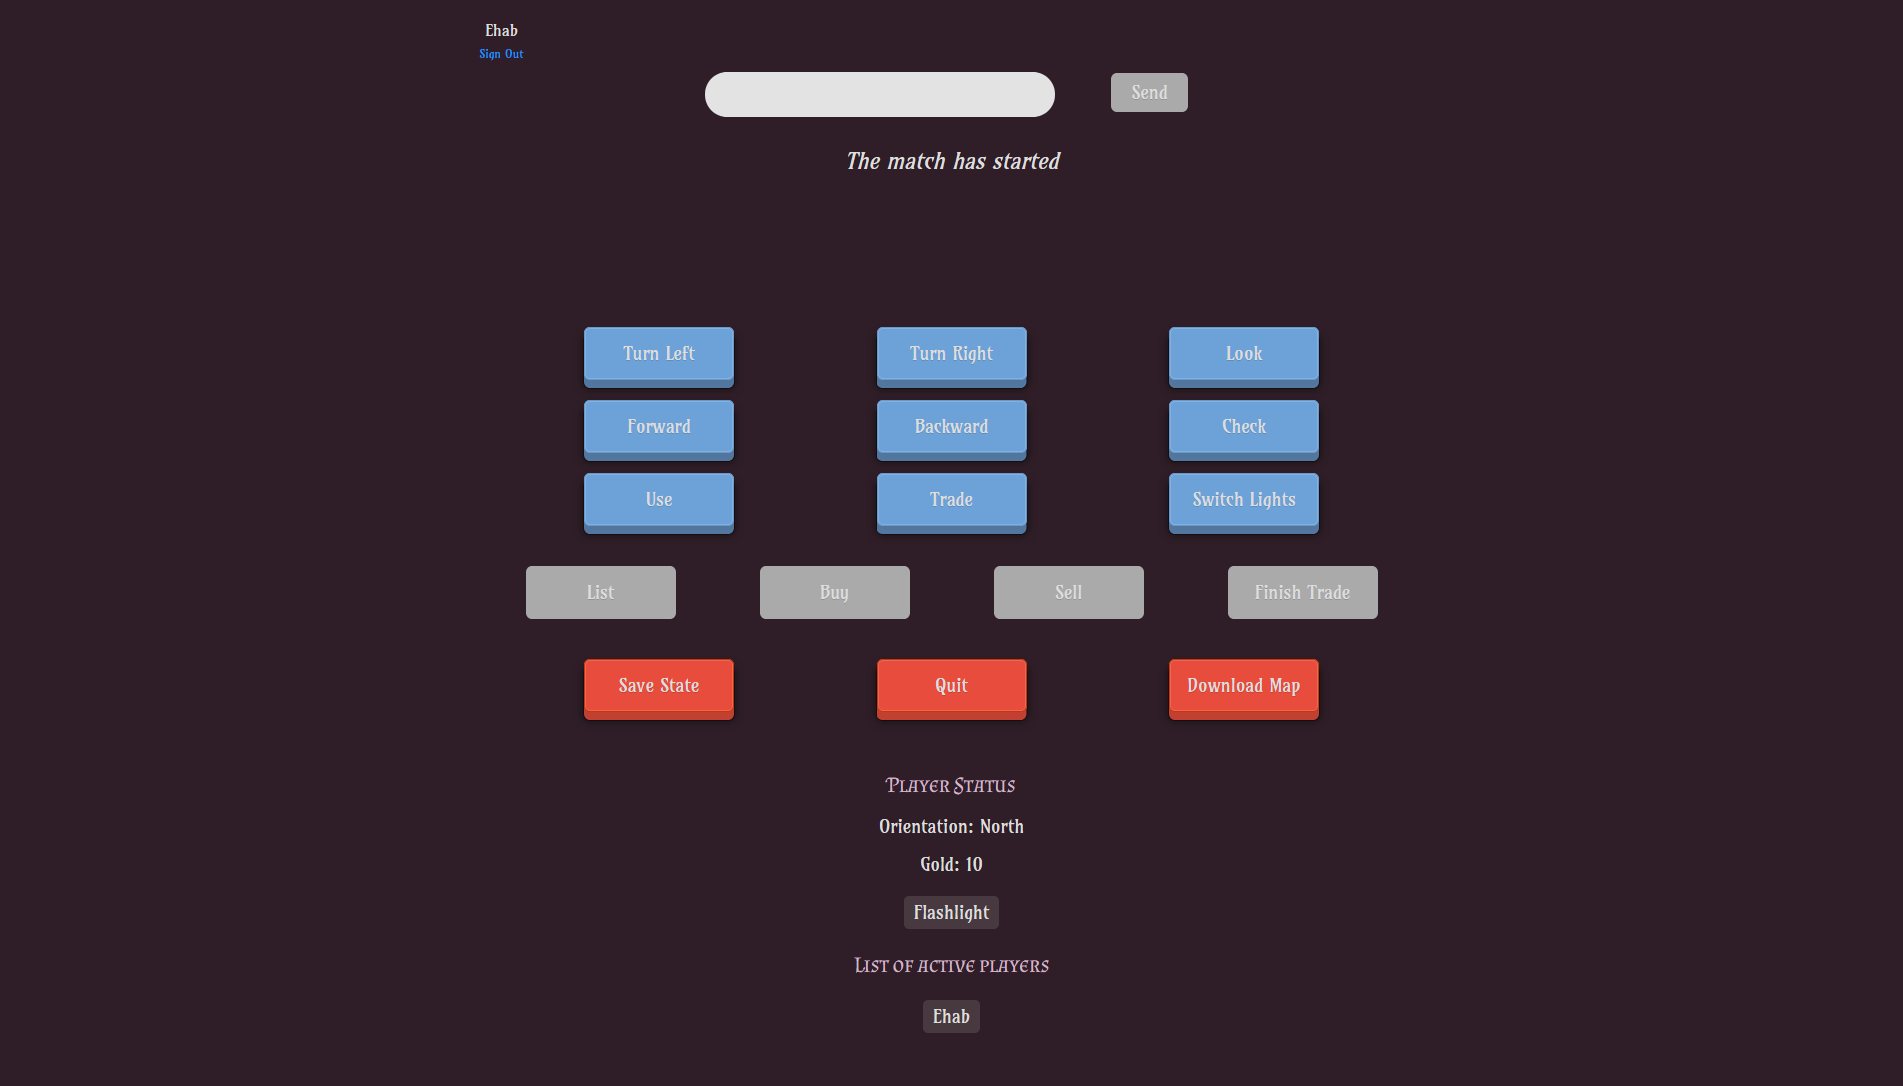 Ehab
Sign Out
Send
The match has started
Turn Left
Turn Right
Look
Forward
Backward
Check
Use
Trade
Switch Lights
List
Buy
Sell
Finish Trade
Save State
Quit
Download Map
Player Status
Orientation: North
Gold: 10
Flashlight
List of active players
Ehab